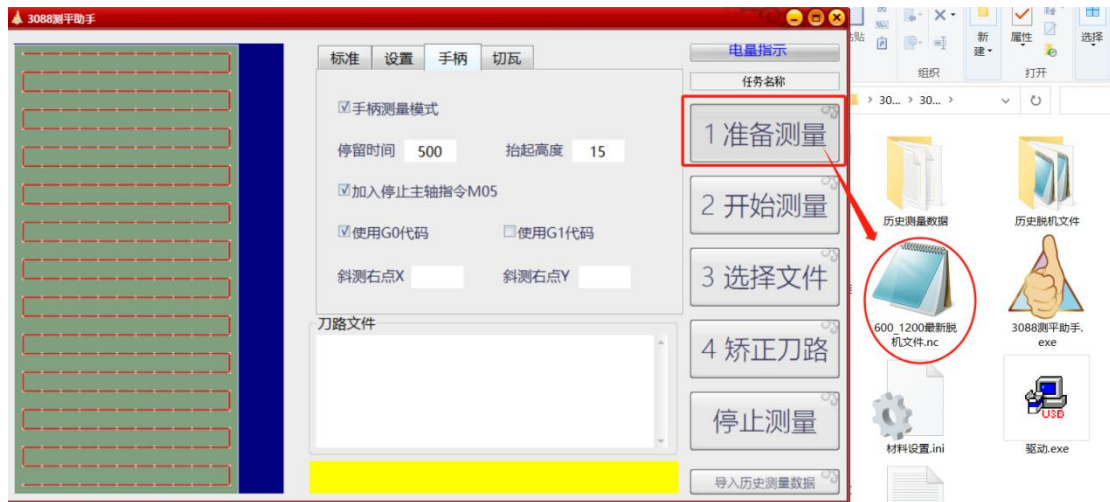 3088测平助手
标准 设置 手柄 切瓦
手柄测量模式
停留时间 500 抬起高度 15
加入停止主轴指令M05
使用G0代码 使用G1代码
斜测右点X 斜测右点Y
刀路文件
电量指示
任务名称
1 准备测量
2 开始测量
3 选择文件
4 矫正刀路
停止测量
导入历史测量数据
新建
属性
选择
组织 打开
> 30... > 30... >
历史测量数据
历史脱机文件
600_1200最新脱
机文件.nc
3088测平助手.
exe
材料设置.ini
驱动.exe
USB